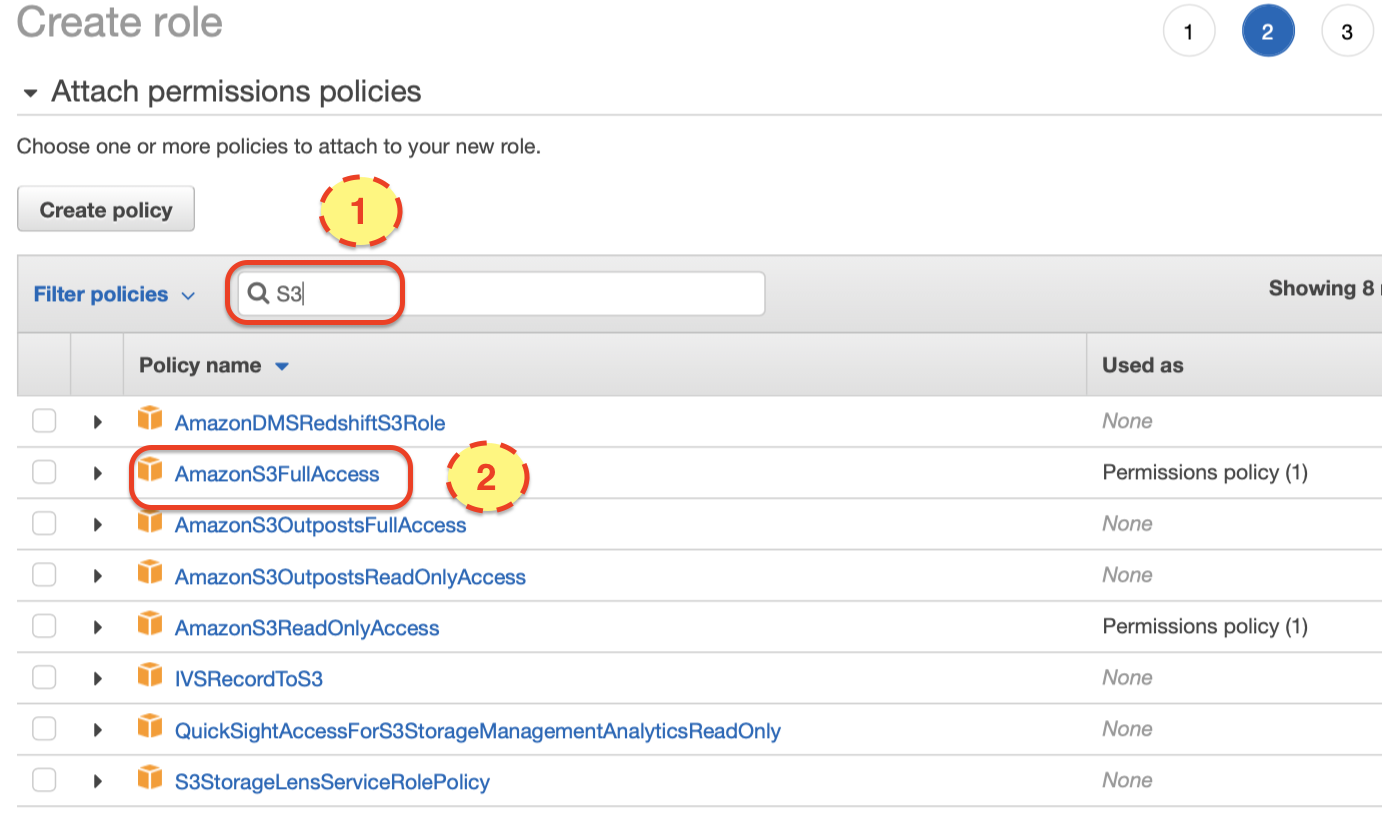 Create role
1 2 3
Attach permissions policies
Choose one or more policies to attach to your new role.
Create policy
1
Filter policies
S3
Showing 8
Policy name
Used as
AmazonDMSRedshiftS3Role
None
AmazonS3FullAccess
2
Permissions policy (1)
AmazonS3OutpostsFullAccess
None
AmazonS3OutpostsReadOnlyAccess
None
AmazonS3ReadOnlyAccess
Permissions policy (1)
IVSRecordToS3
None
QuickSightAccessForS3StorageManagementAnalyticsReadOnly
None
S3StorageLensServiceRolePolicy
None